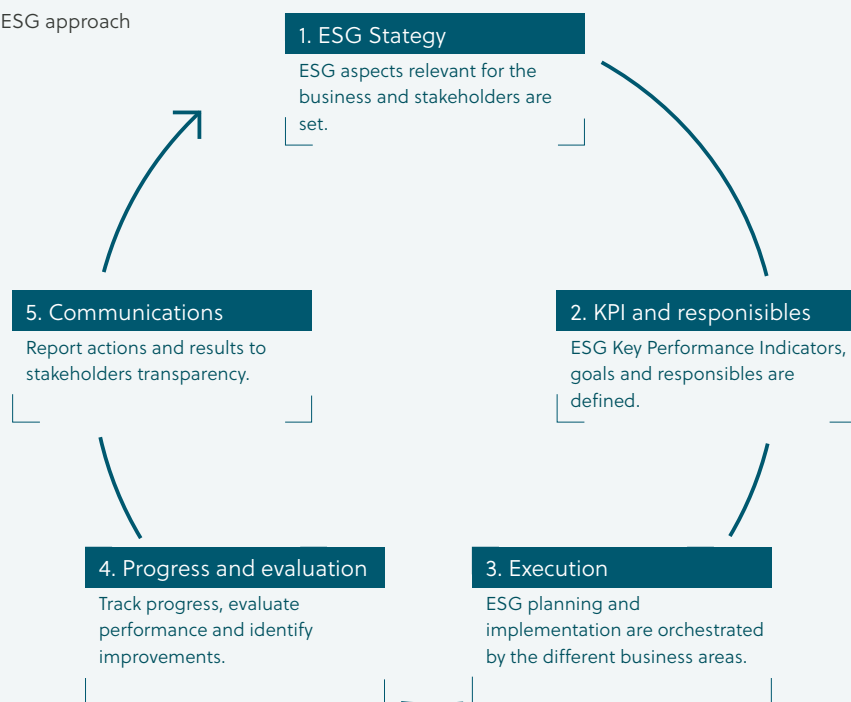 ESG approach
1. ESG Stategy
ESG aspects relevant for the
business and stakeholders are
set.
2. KPI and responisibles
ESG Key Performance Indicators,
goals and responsibles are
defined.
3. Execution
ESG planning and
implementation are orchestrated
by the different business areas.
4. Progress and evaluation
Track progress, evaluate
performance and identify
improvements.
5. Communications
Report actions and results to
stakeholders transparency.